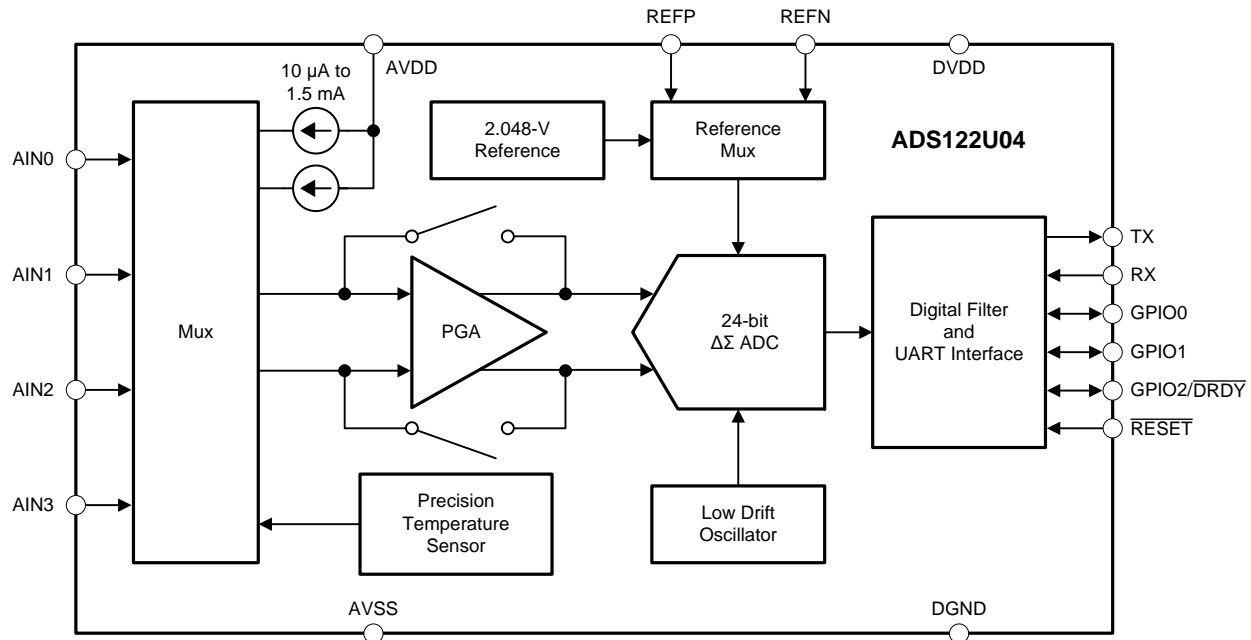 REFP
REFN
AVDD
DVDD
10 µA to
1.5 mA
2.048-V
Reference
Reference
Mux
ADS122U04
AIN0
AIN1
AIN2
AIN3
Mux
PGA
24-bit
ΔΣ ADC
Digital Filter
and
UART Interface
TX
RX
GPIO0
GPIO1
GPIO2/DRDY
RESET
Precision
Temperature
Sensor
Low Drift
Oscillator
AVSS
DGND